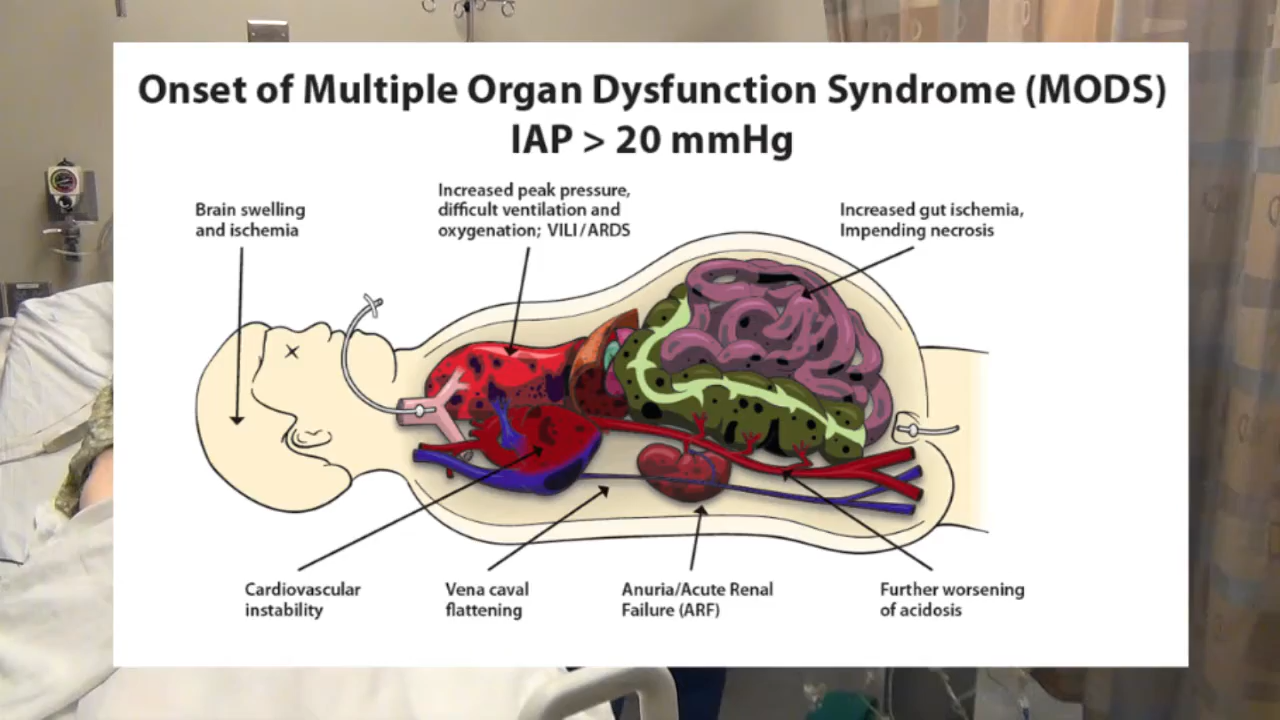 Onset of Multiple Organ Dysfunction Syndrome (MODS)
IAP > 20 mmHg
Increased peak pressure,
difficult ventilation and
oxygenation; VILI/ARDS
Brain swelling
and ischemia
Increased gut ischemia,
Impending necrosis
Cardiovascular
instability
Vena caval
flattening
Anuria/Acute Renal
Failure (ARF)
Further worsening
of acidosis